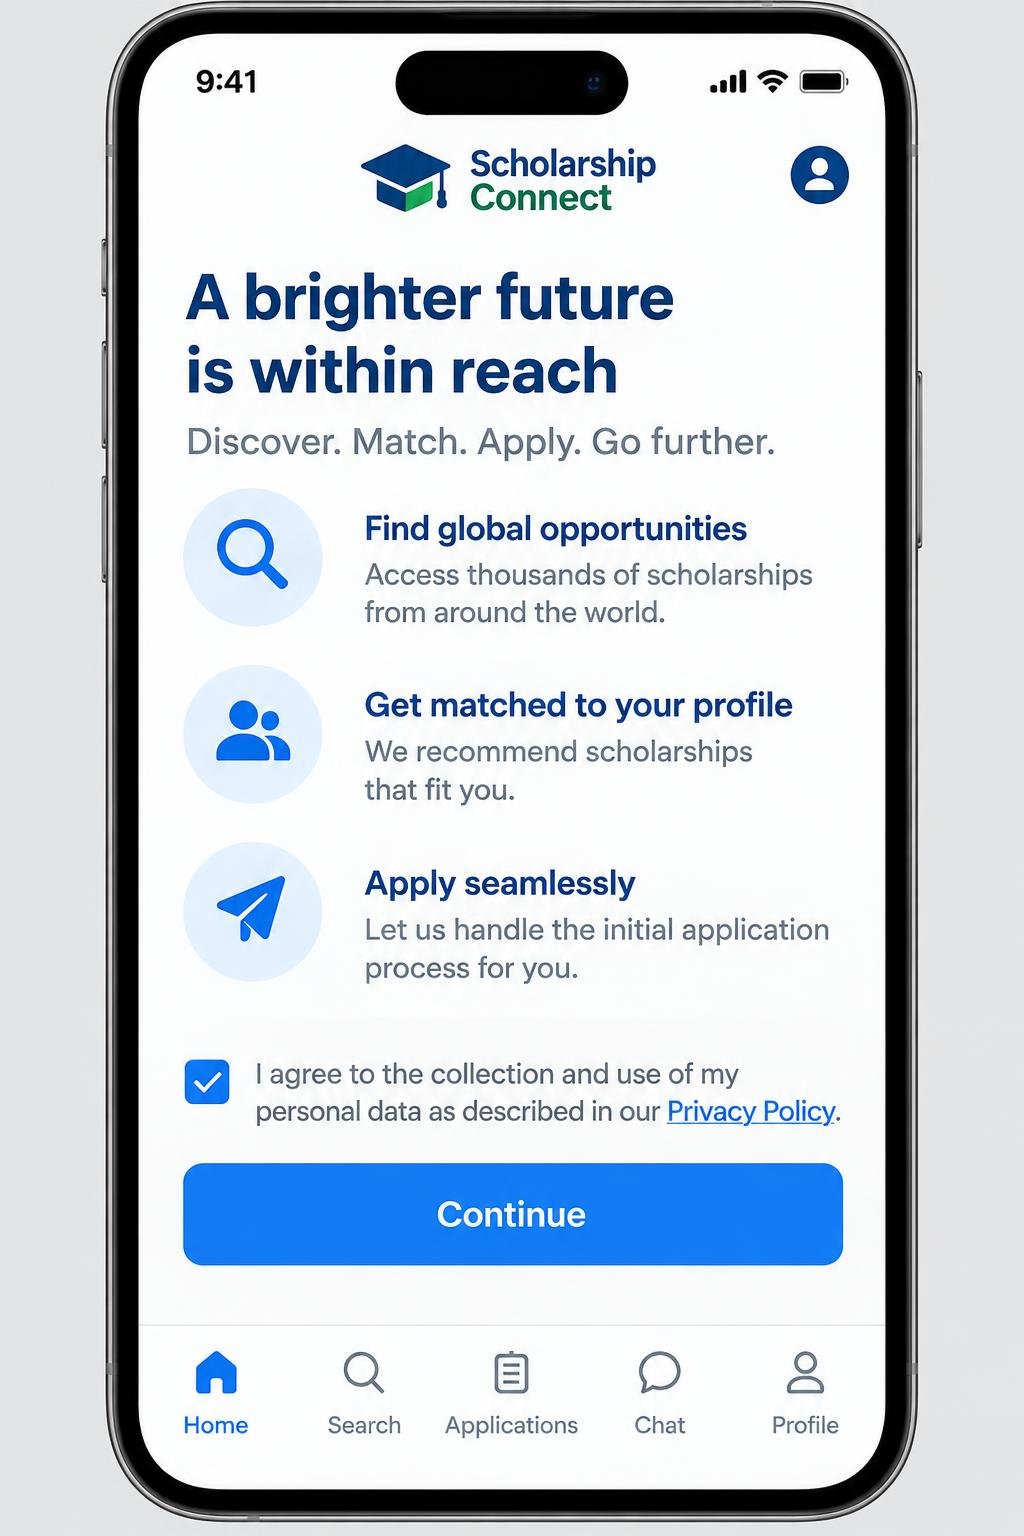 9:41
Scholarship
Connect
A brighter future
is within reach
Discover. Match. Apply. Go further.
Find global opportunities
Access thousands of scholarships
from around the world.
Get matched to your profile
We recommend scholarships
that fit you.
Apply seamlessly
Let us handle the initial application
process for you.
I agree to the collection and use of my
personal data as described in our Privacy Policy.
Continue
Home Search Applications Chat Profile